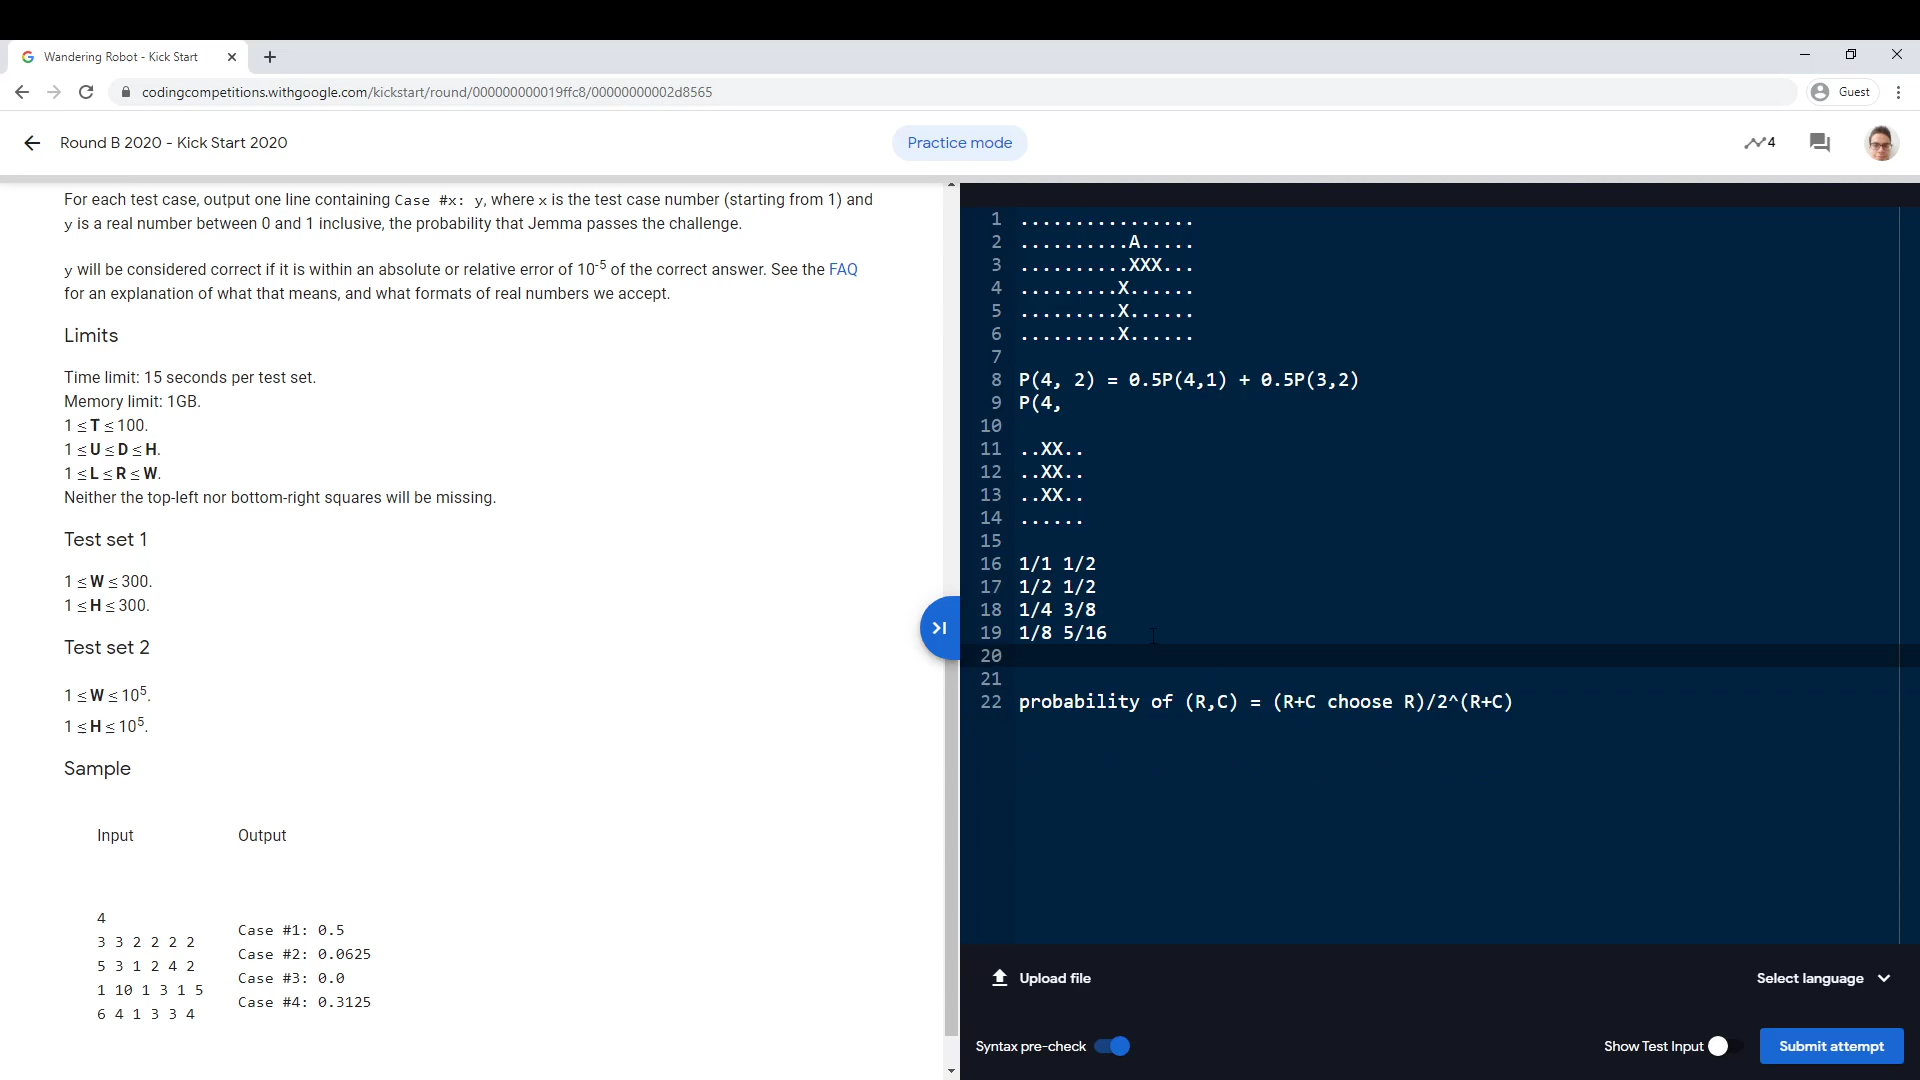 Wandering Robot - Kick Start
codingcompetitions.withgoogle.com/kickstart/round/000000000019ffc8/00000000002d8565
Guest
Round B 2020 - Kick Start 2020
Practice mode
4
For each test case, output one line containing Case #x: y, where x is the test case number (starting from 1) and
y is a real number between 0 and 1 inclusive, the probability that Jemma passes the challenge.
y will be considered correct if it is within an absolute or relative error of 10-5 of the correct answer. See the FAQ
for an explanation of what that means, and what formats of real numbers we accept.
Limits
Time limit: 15 seconds per test set.
Memory limit: 1GB.
1 ≤ T ≤ 100.
1 ≤ U ≤ D ≤ H.
1 ≤ L ≤ R ≤ W.
Neither the top-left nor bottom-right squares will be missing.
Test set 1
1 ≤ W ≤ 300.
1 ≤ H ≤ 300.
Test set 2
1 ≤ W ≤ 10^5.
1 ≤ H ≤ 10^5.
Sample
Input Output
4
3 3 2 2 2 2
5 3 1 2 4 2
1 10 1 3 1 5
6 4 1 3 3 4
Case #1: 0.5
Case #2: 0.0625
Case #3: 0.0
Case #4: 0.3125
1 ................
2 ..........A.....
3 ..........XXX...
4 .........X......
5 .........X......
6 .........X......
7
8 P(4, 2) = 0.5P(4,1) + 0.5P(3,2)
9 P(4,
10
11 ..XX..
12 ..XX..
13 ..XX..
14 ......
15
16 1/1 1/2
17 1/2 1/2
18 1/4 3/8
19 1/8 5/16
20
21
22 probability of (R,C) = (R+C choose R)/2^(R+C)
Upload file
Select language
Syntax pre-check
Show Test Input
Submit attempt